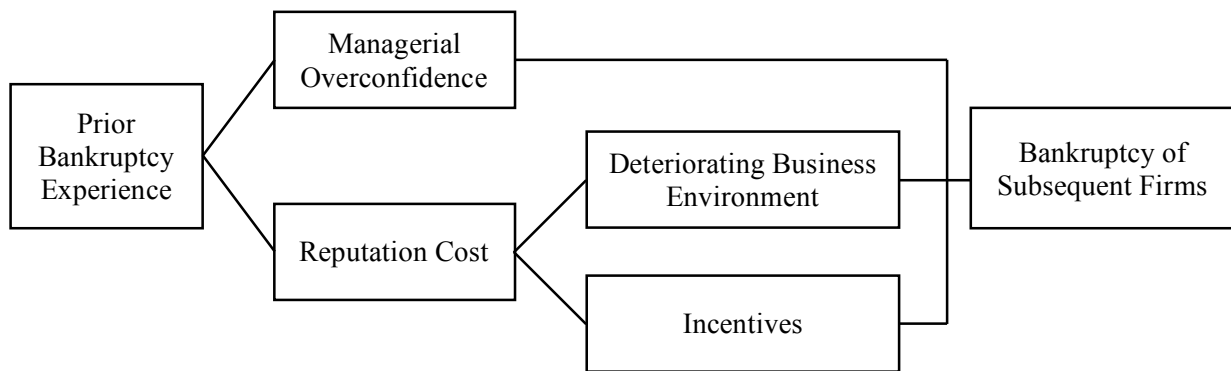 Prior
Bankruptcy
Experience
Managerial
Overconfidence
Reputation Cost
Deteriorating Business
Environment
Incentives
Bankruptcy of
Subsequent Firms